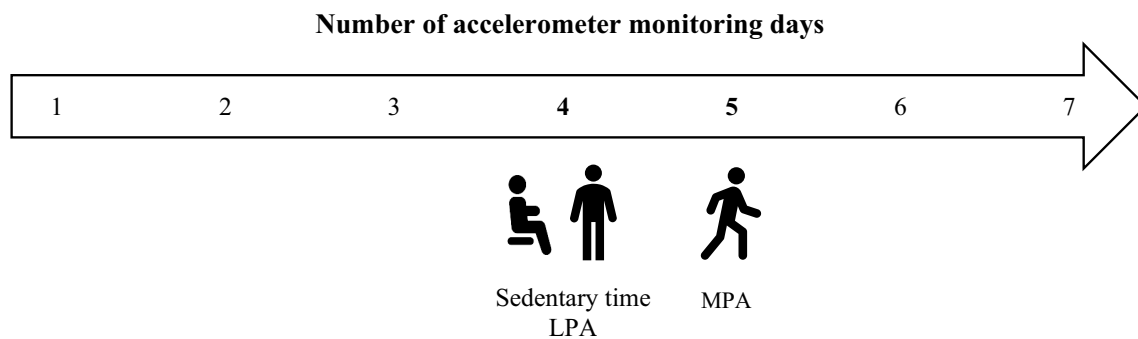 Number of accelerometer monitoring days
1 2 3 4 5 6 7
Sedentary time
LPA
MPA